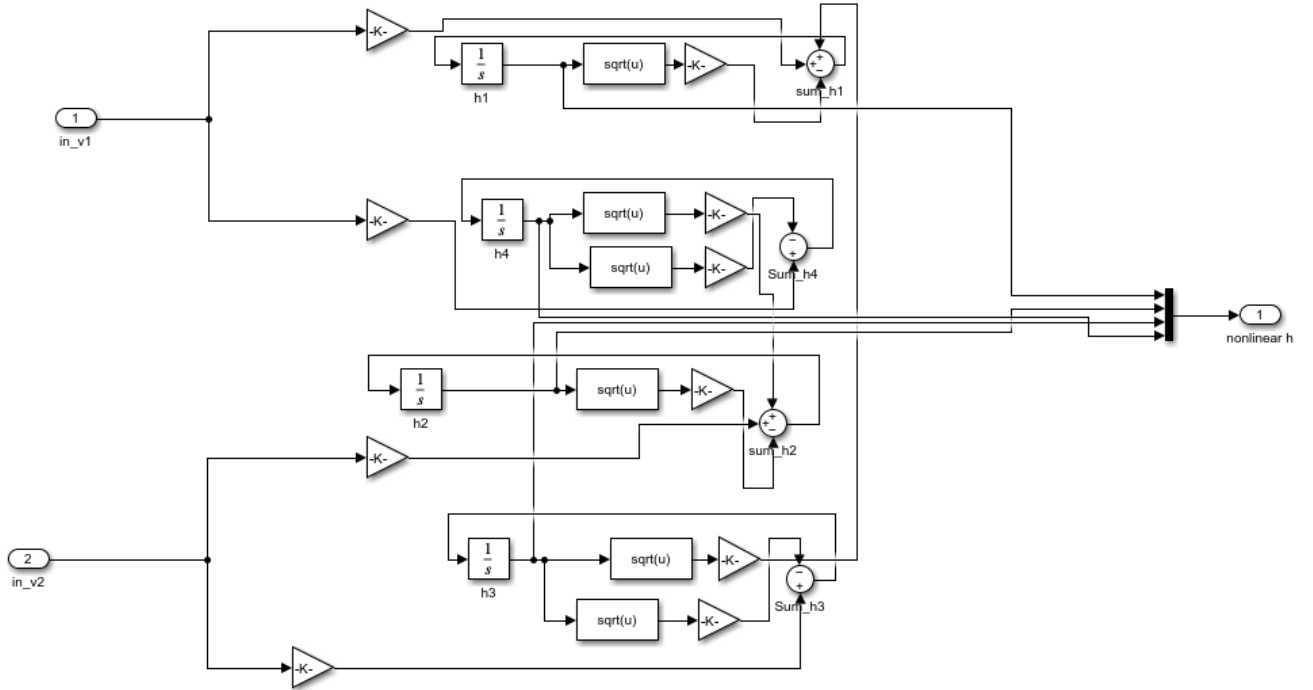 -K-
1
s
h1
sqrt(u)
-K-
+
+
−
sum_h1
1
in_v1
-K-
1
s
h4
sqrt(u)
-K-
sqrt(u)
-K-
−
+
Sum_h4
1
nonlinear h
1
s
h2
sqrt(u)
-K-
+
+
−
sum_h2
-K-
2
in_v2
1
s
h3
sqrt(u)
-K-
−
+
Sum_h3
sqrt(u)
-K-
-K-